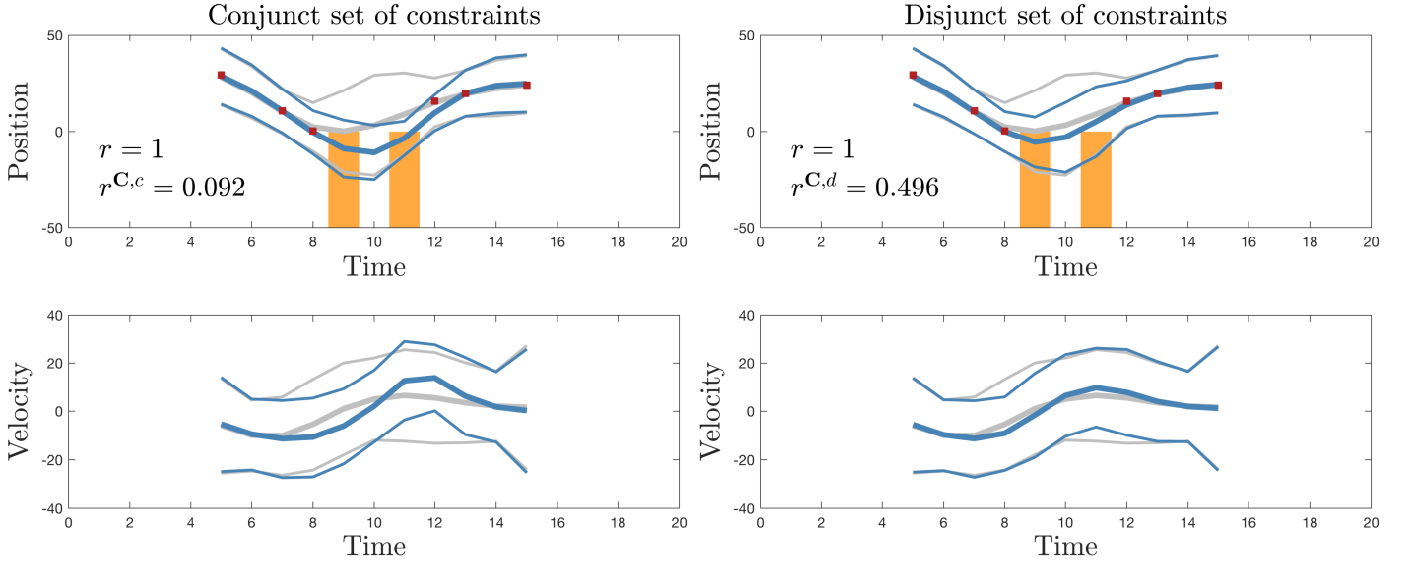 Conjunct set of constraints
50
0
-50
Position
r = 1
r^{C,c} = 0.092
0 2 4 6 8 10 12 14 16 18 20
Time
Disjunct set of constraints
50
0
-50
Position
r = 1
r^{C,d} = 0.496
0 2 4 6 8 10 12 14 16 18 20
Time
40
20
0
-20
-40
Velocity
0 2 4 6 8 10 12 14 16 18 20
Time
40
20
0
-20
-40
Velocity
0 2 4 6 8 10 12 14 16 18 20
Time